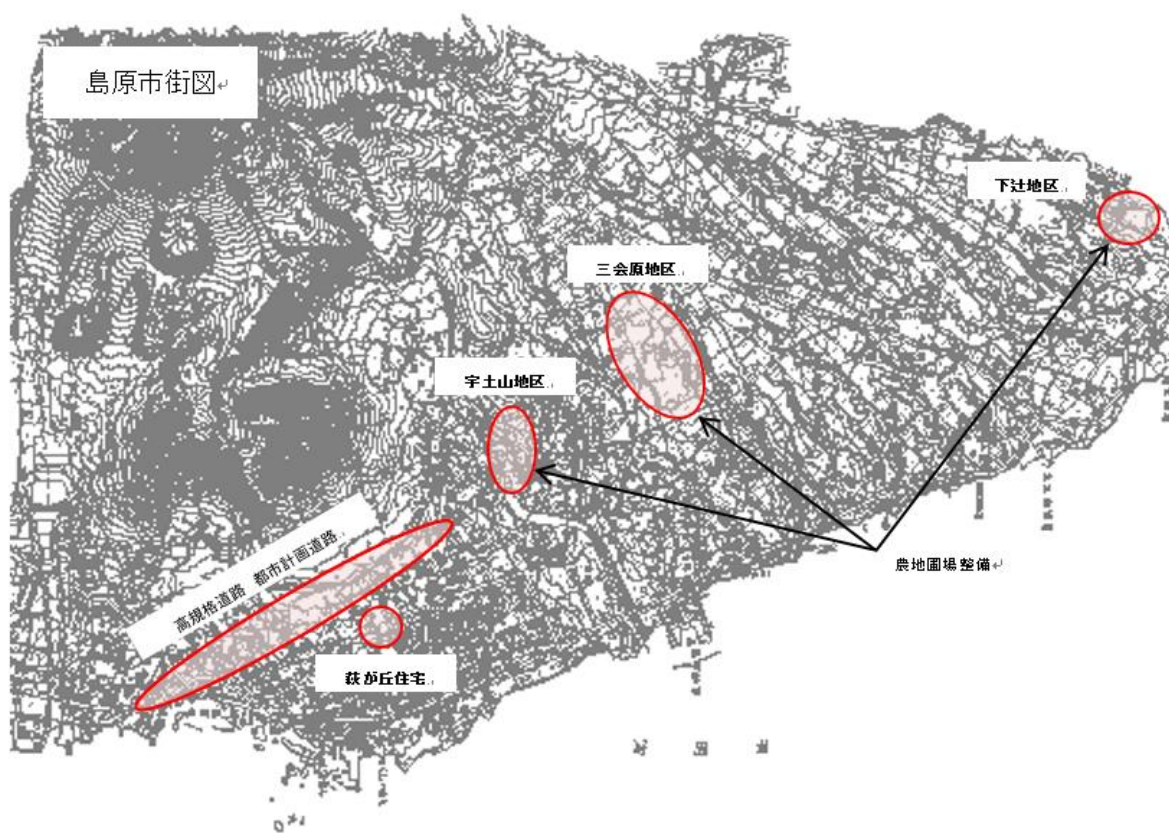 島原市街図
下辻地区
三会原地区
宇土山地区
高規格道路 都市計画道路
農地圃場整備
萩が丘住宅